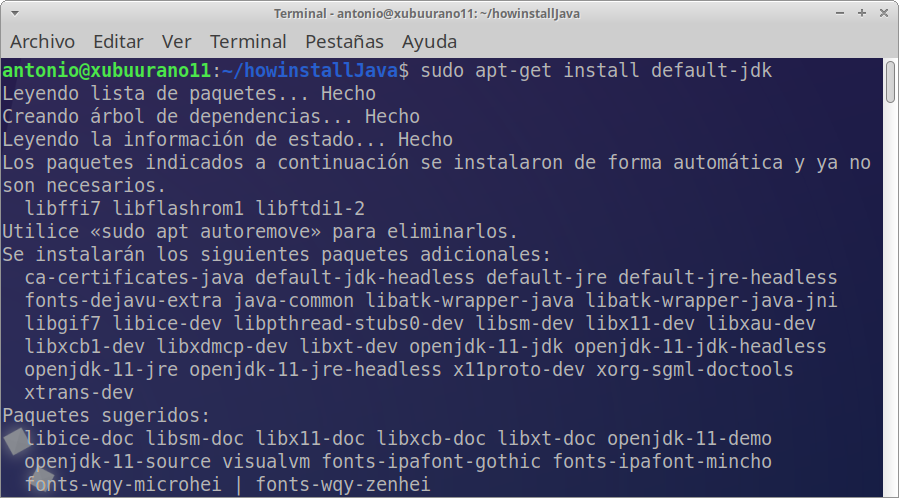 Terminal - antonio@xubuurano11: ~/howinstallJava
Archivo Editar Ver Terminal Pestañas Ayuda
antonio@xubuurano11:~/howinstallJava$ sudo apt-get install default-jdk
Leyendo lista de paquetes... Hecho
Creando árbol de dependencias... Hecho
Leyendo la información de estado... Hecho
Los paquetes indicados a continuación se instalaron de forma automática y ya no
son necesarios.
  libffi7 libflashrom1 libftdi1-2
Utilice «sudo apt autoremove» para eliminarlos.
Se instalarán los siguientes paquetes adicionales:
  ca-certificates-java default-jdk-headless default-jre default-jre-headless
  fonts-dejavu-extra java-common libatk-wrapper-java libatk-wrapper-java-jni
  libgif7 libice-dev libpthread-stubs0-dev libsm-dev libx11-dev libxau-dev
  libxcb1-dev libxdmcp-dev libxt-dev openjdk-11-jdk openjdk-11-jdk-headless
  openjdk-11-jre openjdk-11-jre-headless x11proto-dev xorg-sgml-doctools
  xtrans-dev
Paquetes sugeridos:
  libice-doc libsm-doc libx11-doc libxcb-doc libxt-doc openjdk-11-demo
  openjdk-11-source visualvm fonts-ipafont-gothic fonts-ipafont-mincho
  fonts-wqy-microhei | fonts-wqy-zenhei